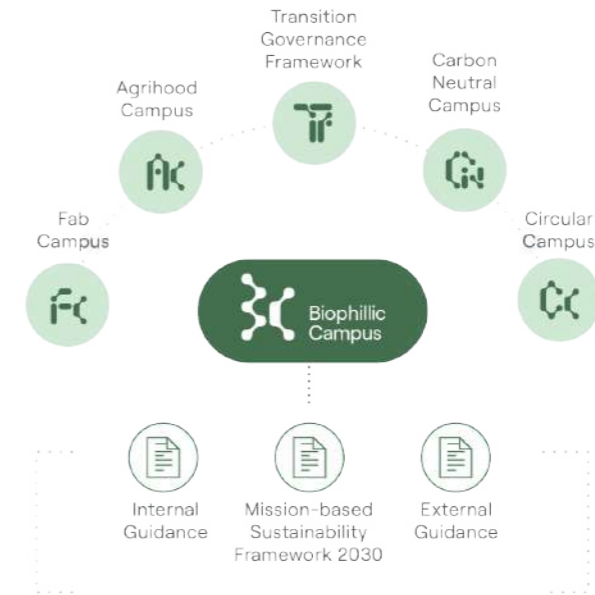 Transition
Governance
Framework
Agrihood
Campus
Carbon
Neutral
Campus
Fab
Campus
Circular
Campus
Biophillic
Campus
Internal
Guidance
Mission-based
Sustainability
Framework 2030
External
Guidance